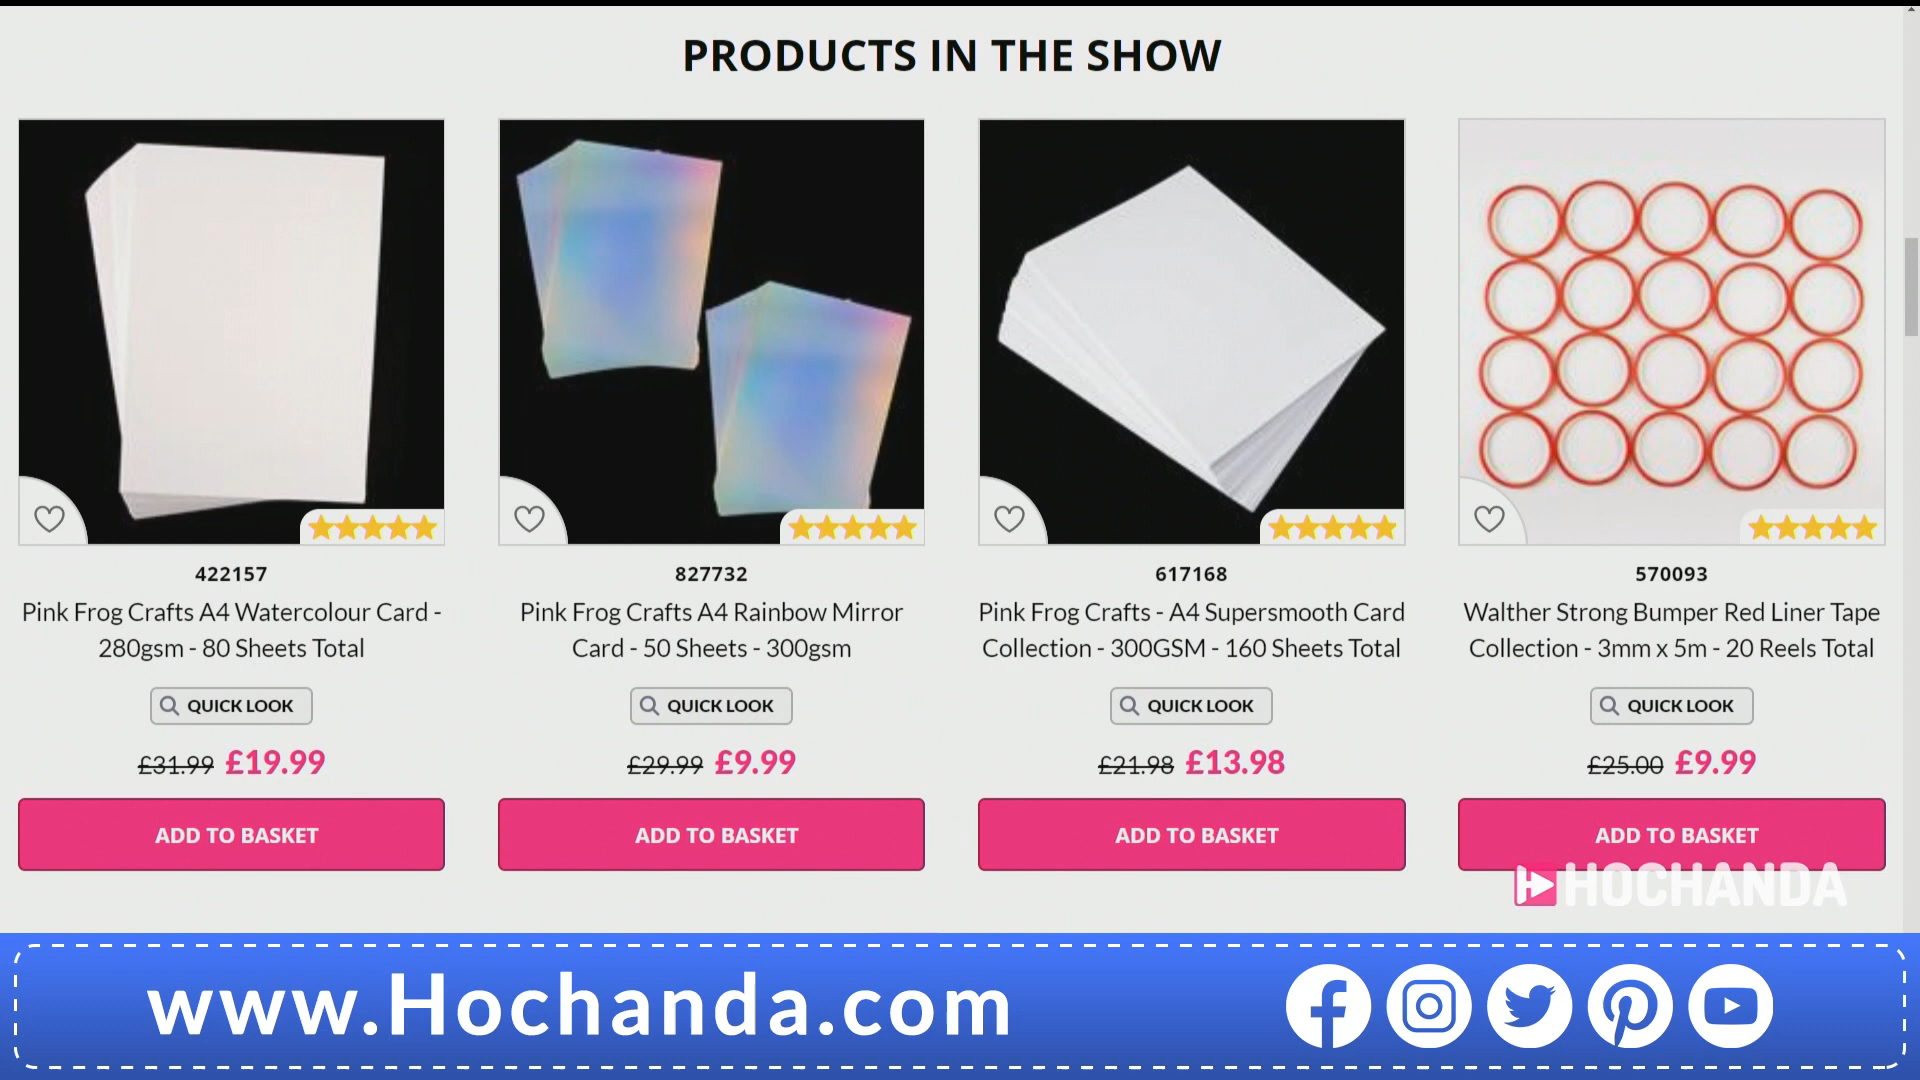 PRODUCTS IN THE SHOW
422157
Pink Frog Crafts A4 Watercolour Card -
280gsm - 80 Sheets Total
QUICK LOOK
£31.99 £19.99
ADD TO BASKET
827732
Pink Frog Crafts A4 Rainbow Mirror
Card - 50 Sheets - 300gsm
QUICK LOOK
£29.99 £9.99
ADD TO BASKET
617168
Pink Frog Crafts - A4 Supersmooth Card
Collection - 300GSM - 160 Sheets Total
QUICK LOOK
£21.98 £13.98
ADD TO BASKET
570093
Walther Strong Bumper Red Liner Tape
Collection - 3mm x 5m - 20 Reels Total
QUICK LOOK
£25.00 £9.99
ADD TO BASKET
HOCHANDA
www.Hochanda.com